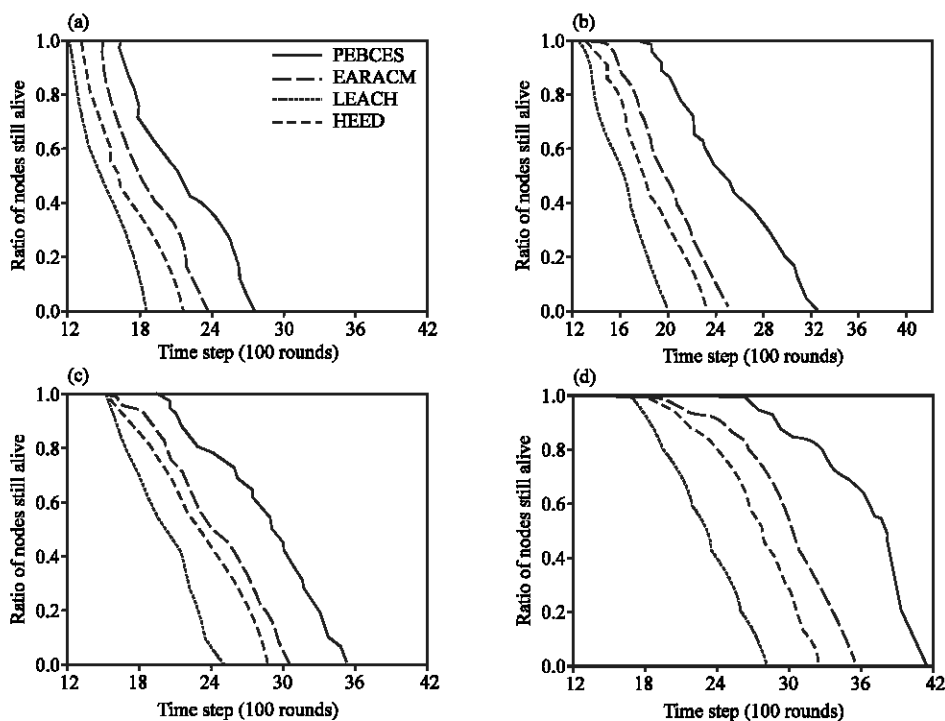 (a)
1.0
0.8
0.6
0.4
0.2
0.0
Ratio of nodes still alive
PEBCES
EARACM
LEACH
HEED
12 18 24 30 36 42
Time step (100 rounds)
(b)
1.0
0.8
0.6
0.4
0.2
0.0
Ratio of nodes still alive
12 16 20 24 28 32 36 40
Time step (100 rounds)
(c)
1.0
0.8
0.6
0.4
0.2
0.0
Ratio of nodes still alive
12 18 24 30 36 42
Time step (100 rounds)
(d)
1.0
0.8
0.6
0.4
0.2
0.0
Ratio of nodes still alive
12 18 24 30 36 42
Time step (100 rounds)